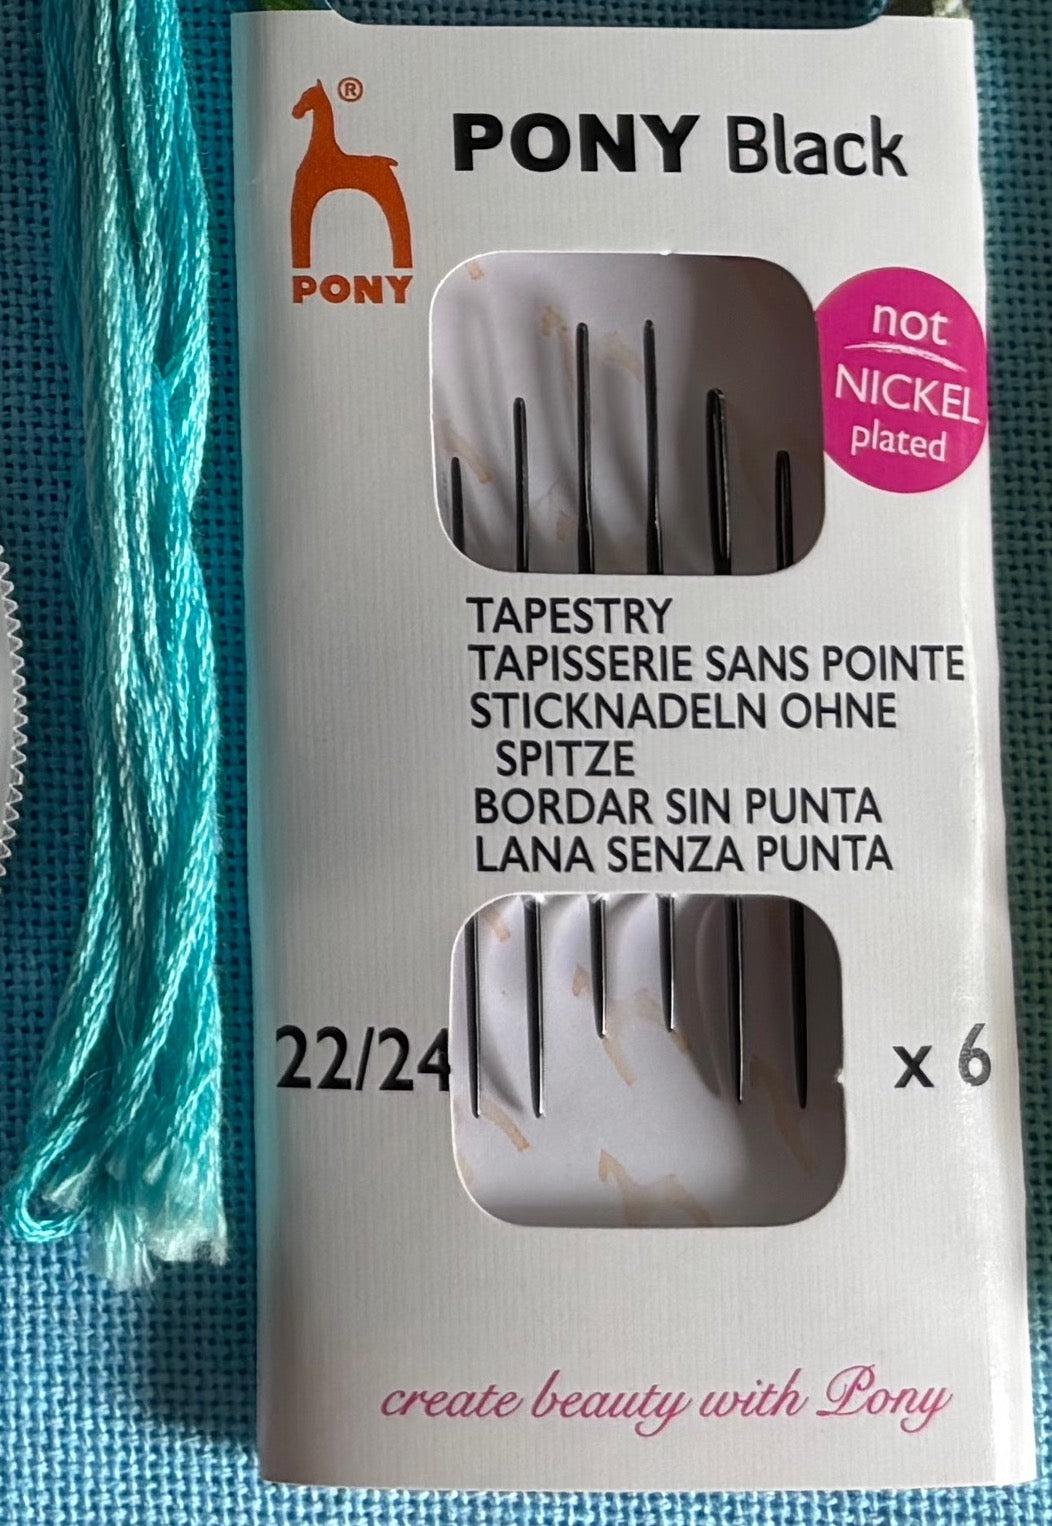 ®
PONY
PONY Black
not
NICKEL
plated
TAPESTRY
TAPISSERIE SANS POINTE
STICKNADELN OHNE
SPITZE
BORDAR SIN PUNTA
LANA SENZA PUNTA
22/24 x 6
create beauty with Pony